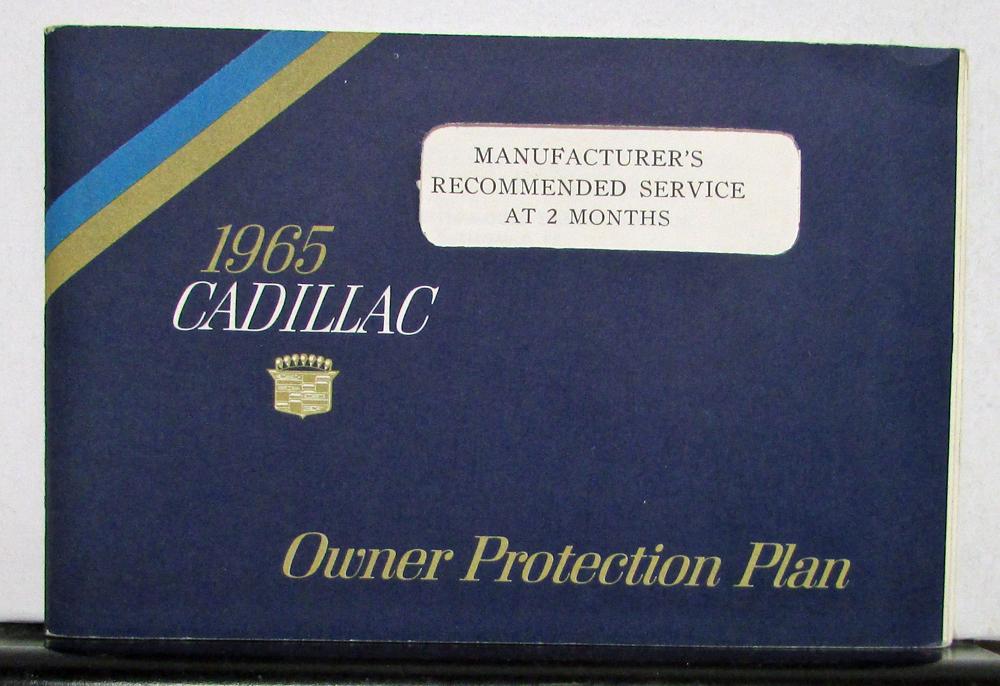 MANUFACTURER'S
RECOMMENDED SERVICE
AT 2 MONTHS
1965
CADILLAC
Owner Protection Plan